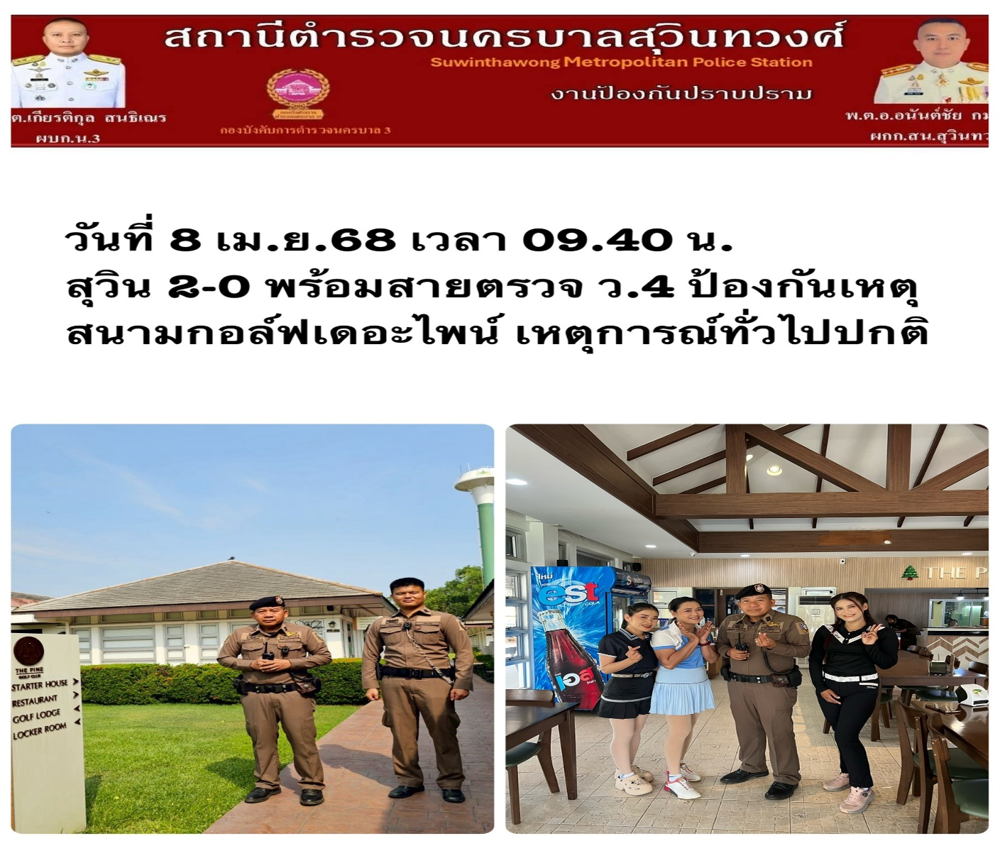 สถานีตำรวจนครบาลสุวินทวงศ์
Suwinthawong Metropolitan Police Station
งานป้องกันปราบปราม
ต.เกียรติกุล สนธิเณร
ผบก.น.3
กองบังคับการตำรวจนครบาล 3
พ.ต.อ.อนันต์ชัย กม
ผกก.สน.สุวินทว
วันที่ 8 เม.ย.68 เวลา 09.40 น.
สุวิน 2-0 พร้อมสายตรวจ ว.4 ป้องกันเหตุ
สนามกอล์ฟเดอะไพน์ เหตุการณ์ทั่วไปปกติ
THE PINE
GOLF CLUB
STARTER HOUSE
RESTAURANT
GOLF LODGE
LOCKER ROOM
ใหม่
est
COLA
THE P